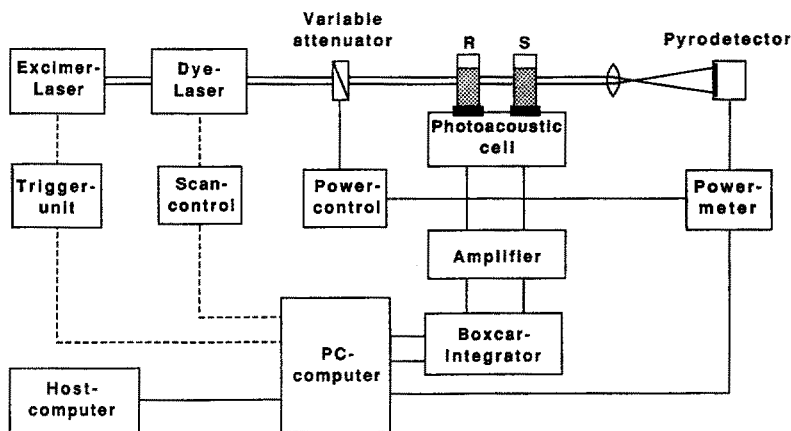 Variable
attenuator
R
S
Pyrodetector
Excimer-
Laser
Dye-
Laser
Photoacoustic
cell
Trigger-
unit
Scan-
control
Power-
control
Power-
meter
Amplifier
PC-
computer
Boxcar-
Integrator
Host-
computer